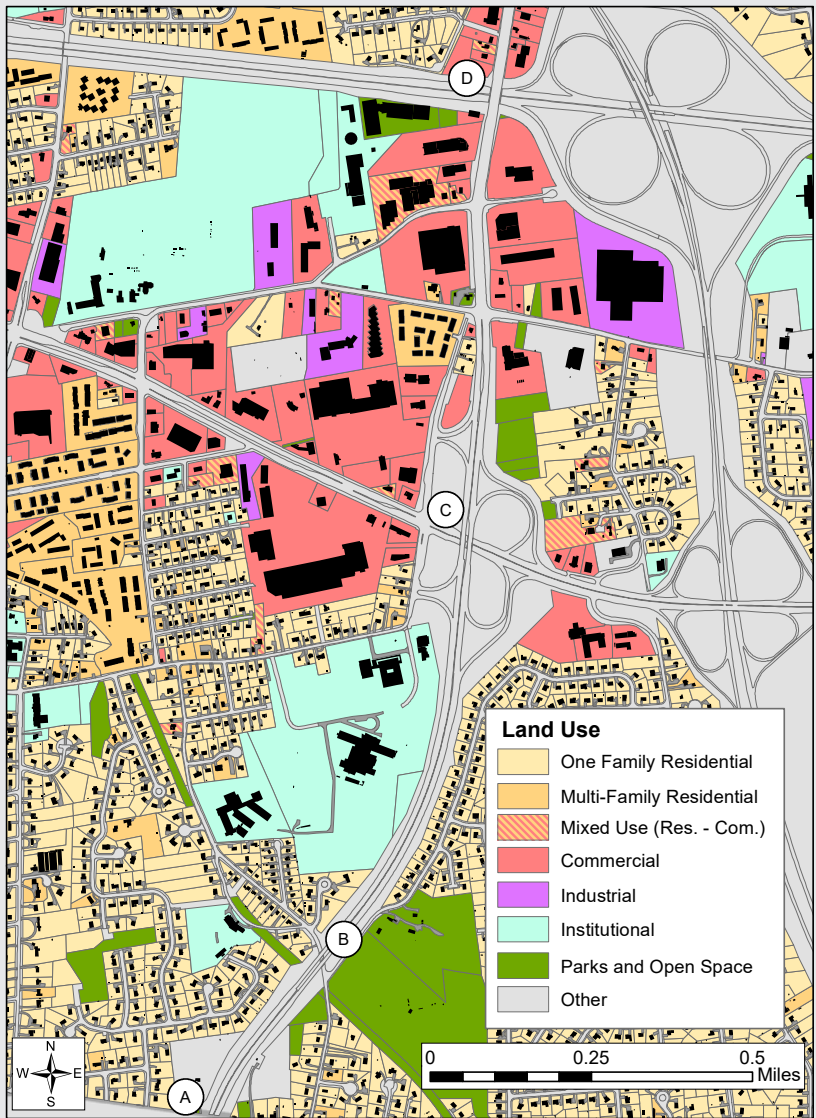 D
C
Land Use
One Family Residential
Multi-Family Residential
Mixed Use (Res. - Com.)
Commercial
Industrial
Institutional
Parks and Open Space
Other
B
N
W E
S
0 0.25 0.5
Miles
A